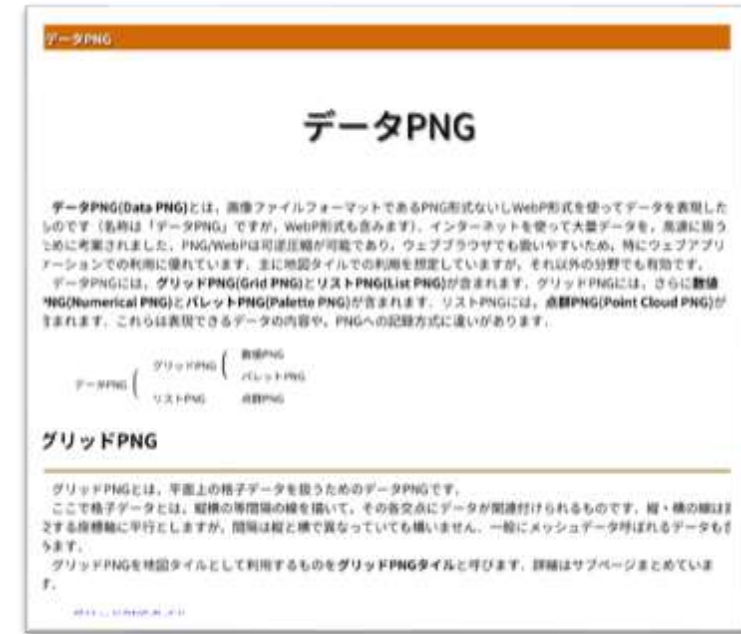 データPNG
データPNG
データPNG(Data PNG)とは，画像ファイルフォーマットであるPNG形式ないしWebP形式を使ってデータを表現した
ものです（名称は「データPNG」ですが，WebP形式も含みます）．インターネットを使って大量データを，高速に扱う
ために考案されました．PNG/WebPは可逆圧縮が可能であり，ウェブブラウザでも扱いやすいため，特にウェブアプリ
ケーションでの利用に優れています．主に地図タイルでの利用を想定していますが，それ以外の分野でも有効です．
データPNGには，グリッドPNG(Grid PNG)とリストPNG(List PNG)が含まれます．グリッドPNGには，さらに数値
PNG(Numerical PNG)とパレットPNG(Palette PNG)が含まれます．リストPNGには，点群PNG(Point Cloud PNG)が
含まれます．これらは表現できるデータの内容や，PNGへの記録方式に違いがあります．
数値PNG
グリッドPNG
パレットPNG
データPNG
リストPNG 点群PNG
グリッドPNG
グリッドPNGとは，平面上の格子データを扱うためのデータPNGです．
ここで格子データとは，縦横の等間隔の線を描いて，その各交点にデータが関連付けられるものです．縦・横の線は
する座標軸に平行としますが，間隔は縦と横で異なっていても構いません．一般にメッシュデータ呼ばれるデータも
ます．
グリッドPNGを地図タイルとして利用するものをグリッドPNGタイルと呼びます．詳細はサブページまとめていま
す．